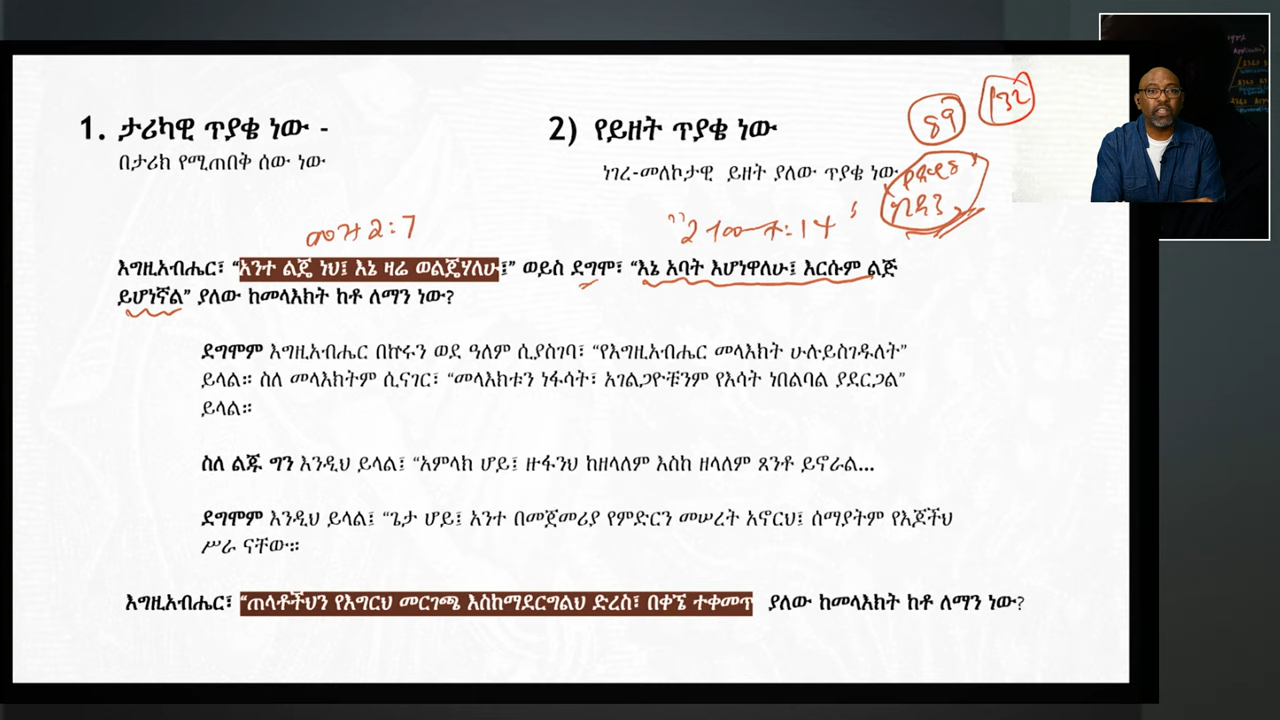 1. ታሪካዊ ጥያቄ ነው -
በታሪክ የሚጠበቅ ሰው ነው
2) የይዘት ጥያቄ ነው
ነገረ-መለኮታዊ ይዘት ያለው ጥያቄ ነው
89
132
የዳዊት
ኪዳን
መዝ 2:7
2 ሳሙ 7:14
እግዚአብሔር፣ “አንተ ልጄ ነህ፤ እኔ ዛሬ ወልጄሃለሁ፤” ወይስ ደግሞ፣ “እኔ አባት እሆነዋለሁ፤ እርሱም ልጅ
ይሆነኛል” ያለው ከመላእክት ከቶ ለማን ነው?
ደግሞም እግዚአብሔር በኵሩን ወደ ዓለም ሲያስገባ፣ “የእግዚአብሔር መላእክት ሁሉይስገዱለት”
ይላል። ስለ መላእክትም ሲናገር፣ “መላእክቱን ነፋሳት፣ አገልጋዮቹንም የእሳት ነበልባል ያደርጋል”
ይላል።
ስለ ልጁ ግን እንዲህ ይላል፤ “አምላክ ሆይ፤ ዙፋንህ ከዘላለም እስከ ዘላለም ጸንቶ ይኖራል...
ደግሞም እንዲህ ይላል፤ “ጌታ ሆይ፤ አንተ በመጀመሪያ የምድርን መሠረት አኖርህ፤ ሰማያትም የእጆችህ
ሥራ ናቸው።
እግዚአብሔር፣ “ጠላቶችህን የእግርህ መርገጫ እስከማደርግልህ ድረስ፣ በቀኜ ተቀመጥ ያለው ከመላእክት ከቶ ለማን ነው?